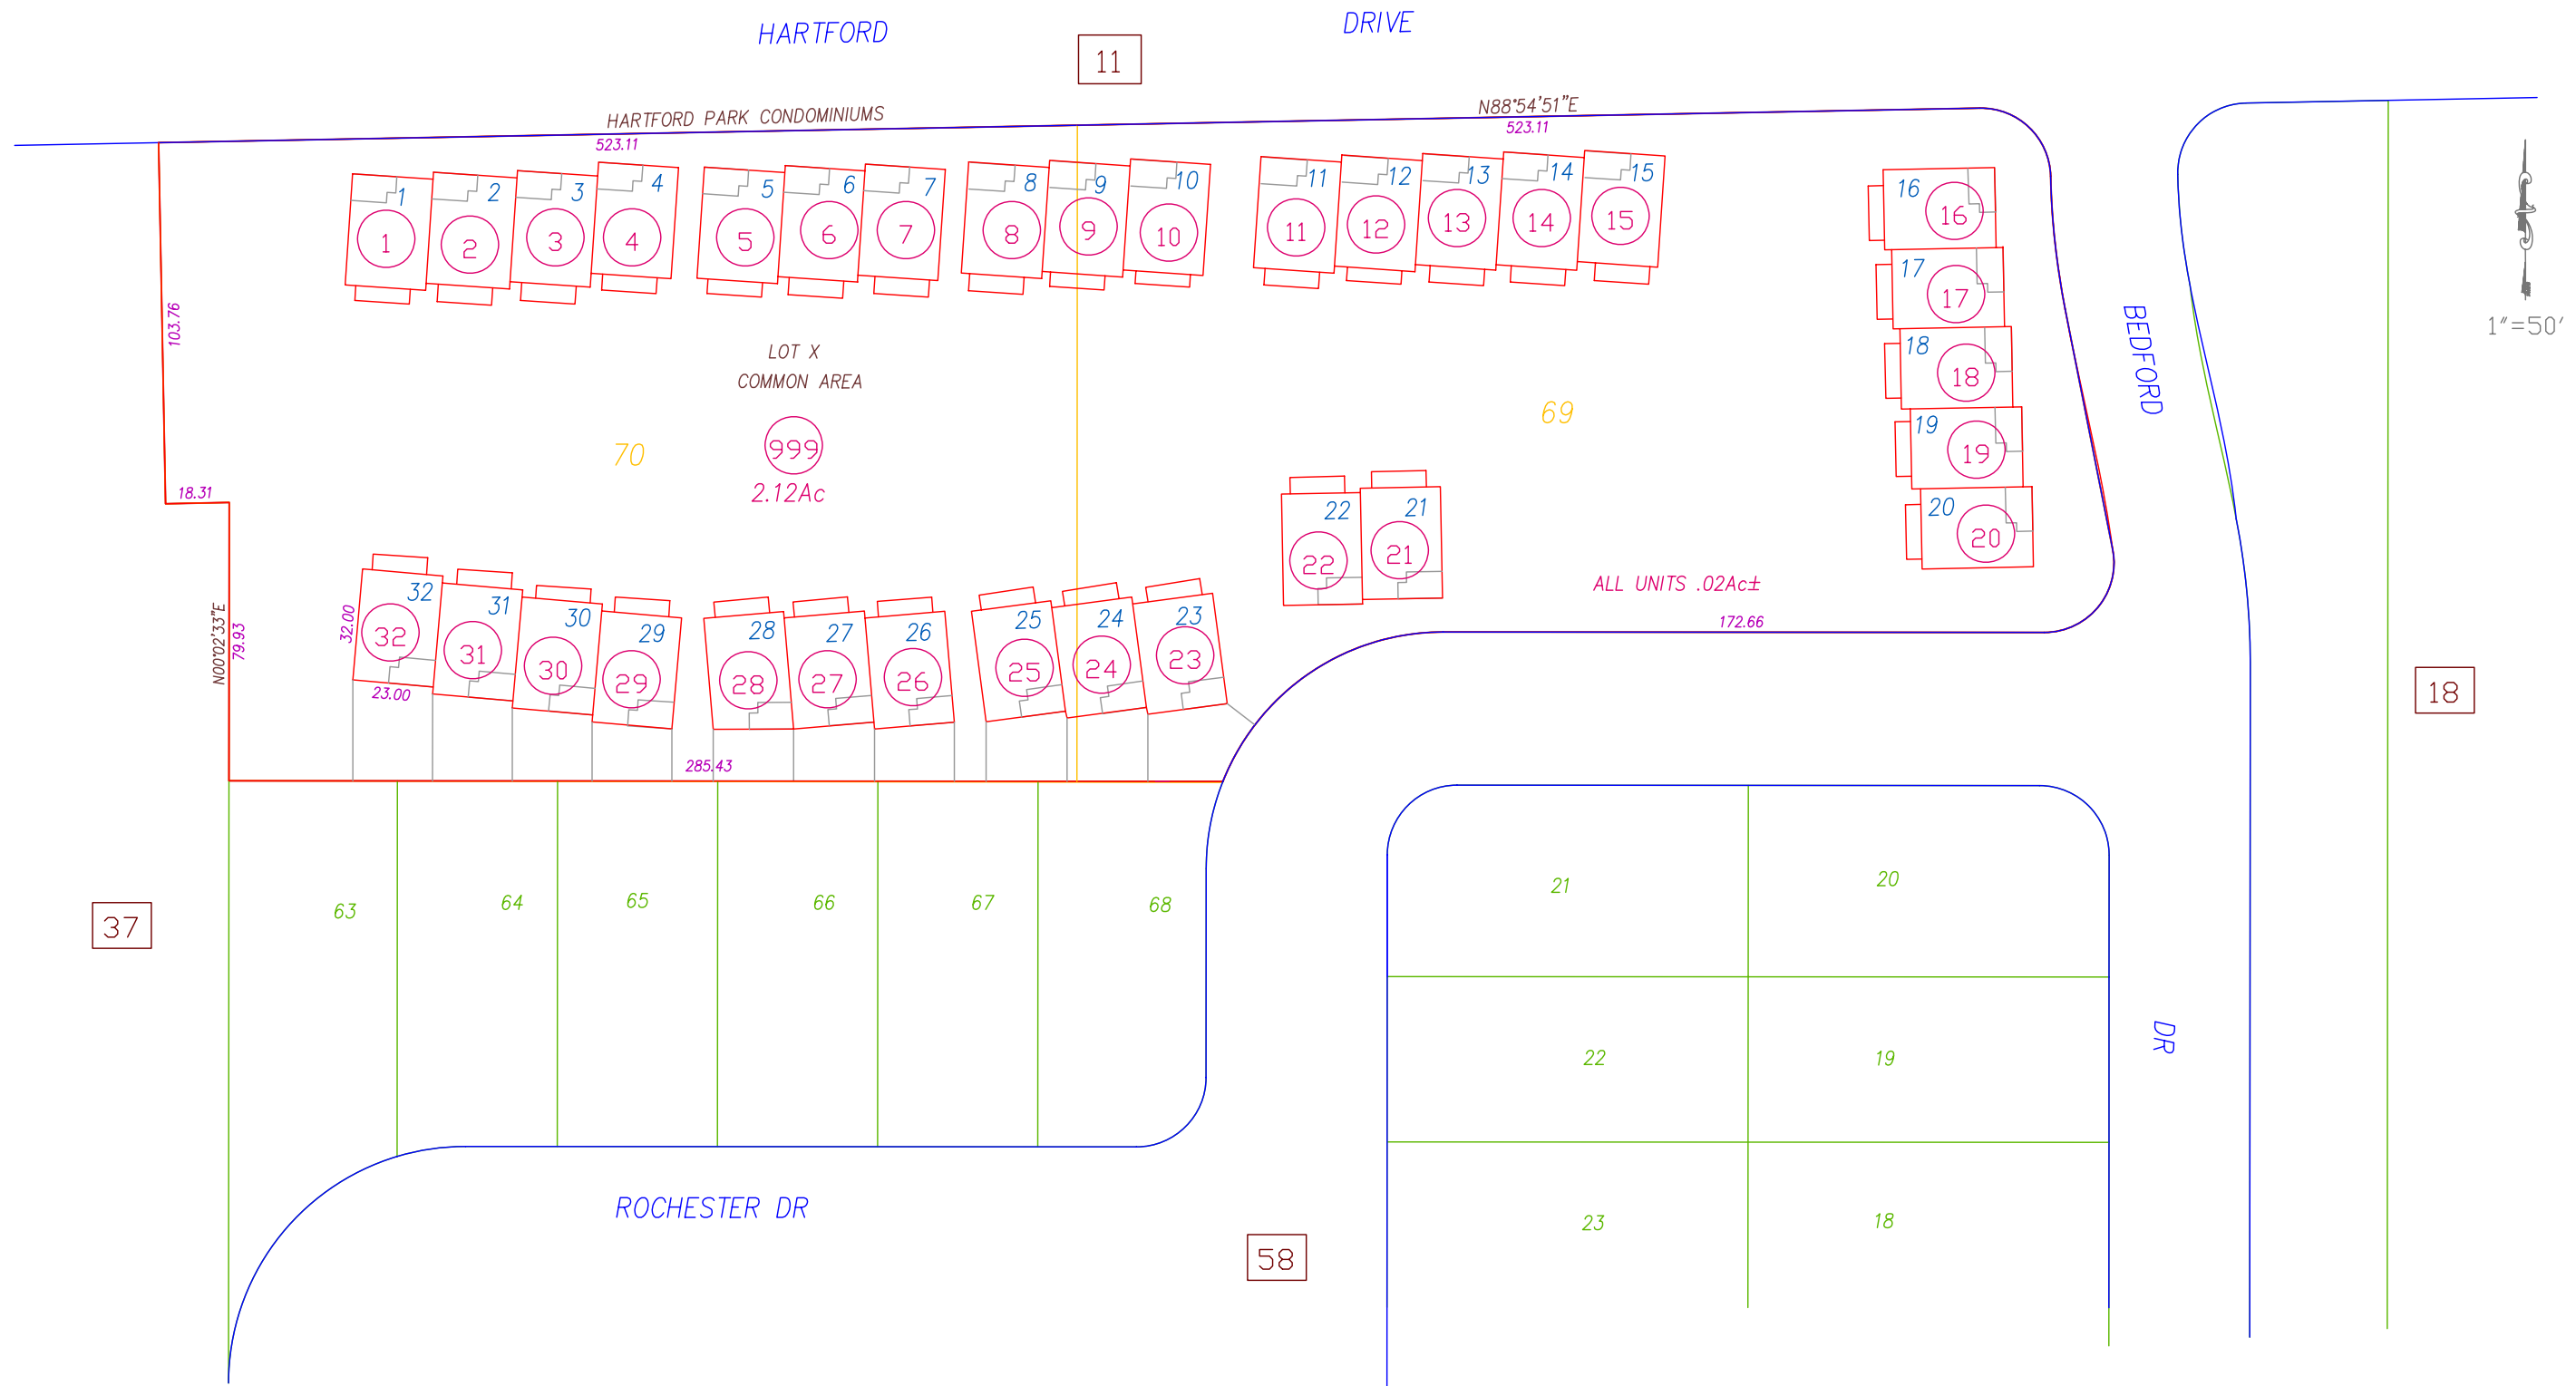 HARTFORD DRIVE
11
HARTFORD PARK CONDOMINIUMS
N88°54'51"E
523.11
523.11
1 2 3 4 5 6 7 8 9 10 11 12 13 14 15
1 2 3 4 5 6 7 8 9 10 11 12 13 14 15
16
16
17
17
18
18
19
19
20
20
BEDFORD
1"=50'
103.76
LOT X
COMMON AREA
999
2.12Ac
70
69
18.31
22 21
22 21
ALL UNITS .02Ac±
172.66
N00°02'33"E
79.93
32.00
32 31 30 29 28 27 26 25 24 23
32 31 30 29 28 27 26 25 24 23
23.00
285.43
18
37
63 64 65 66 67 68
21 20
22 19
DR
23 18
ROCHESTER DR
58